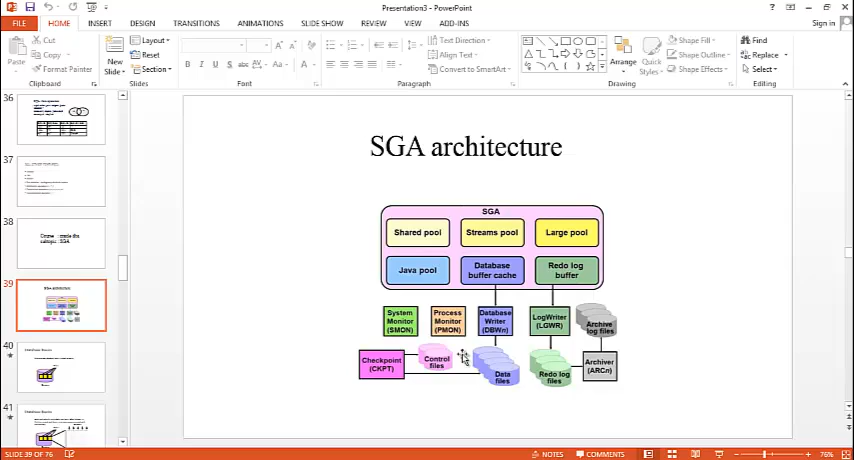 Presentation3 - PowerPoint
Sign in
FILE
HOME
INSERT
DESIGN
TRANSITIONS
ANIMATIONS
SLIDE SHOW
REVIEW
VIEW
ADD-INS
Paste
Cut
Copy
Format Painter
Clipboard
New
Slide
Layout
Reset
Section
Slides
B I U S abc AV Aa A
Font
Text Direction
Align Text
Convert to SmartArt
Paragraph
Arrange
Quick
Styles
Shape Fill
Shape Outline
Shape Effects
Drawing
Find
Replace
Select
Editing
36
37
38
39
SGA architecture
40
41
SGA architecture
SGA
Shared pool
Streams pool
Large pool
Java pool
Database
buffer cache
Redo log
buffer
System
Monitor
(SMON)
Process
Monitor
(PMON)
Database
Writer
(DBWn)
LogWriter
(LGWR)
Archive
log files
Checkpoint
(CKPT)
Control
files
Data
files
Redo log
files
Archiver
(ARCn)
SLIDE 39 OF 76
NOTES
COMMENTS
76%